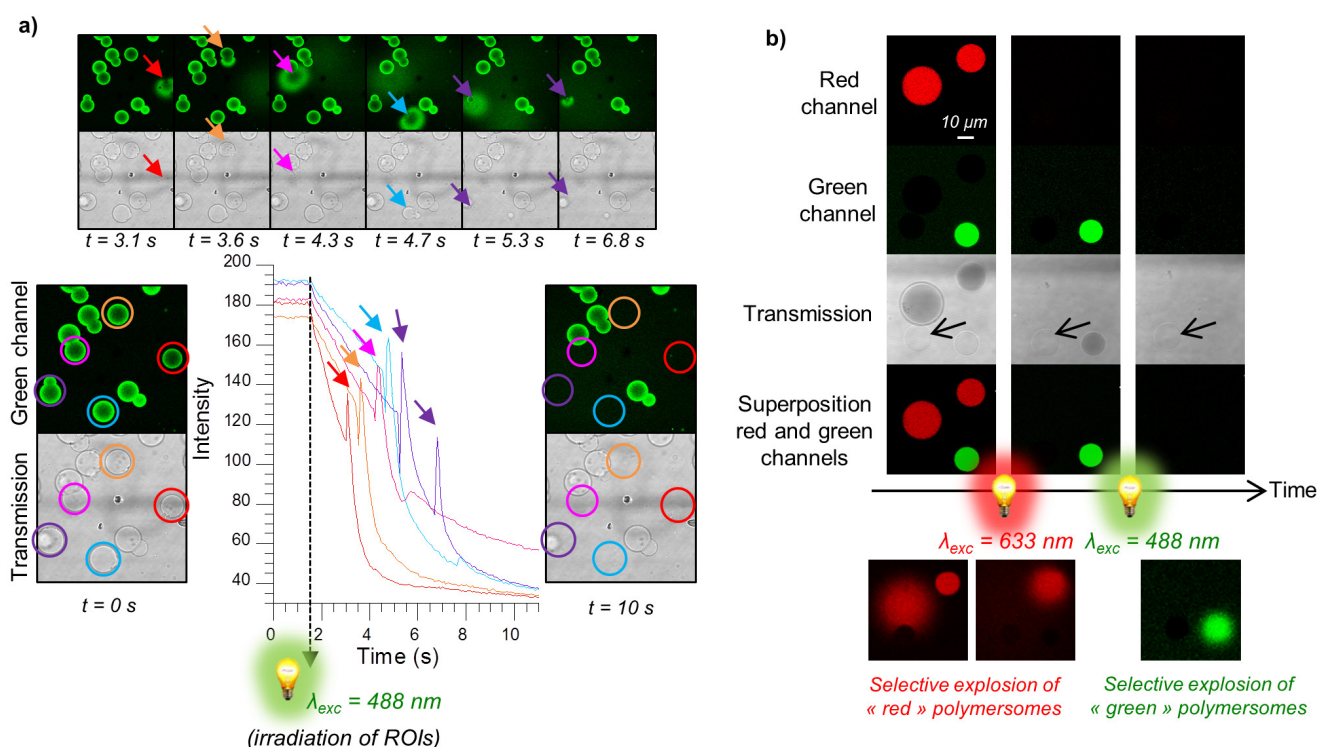 a)
t = 3.1 s t = 3.6 s t = 4.3 s t = 4.7 s t = 5.3 s t = 6.8 s
Green channel
Transmission
t = 0 s
Intensity
200
180
160
140
120
100
80
60
40
0 2 4 6 8 10
Time (s)
λexc = 488 nm
(irradiation of ROIs)
t = 10 s
b)
Red
channel
10 µm
Green
channel
Transmission
Superposition
red and green
channels
Time
λexc = 633 nm λexc = 488 nm
Selective explosion of
« red » polymersomes
Selective explosion of
« green » polymersomes